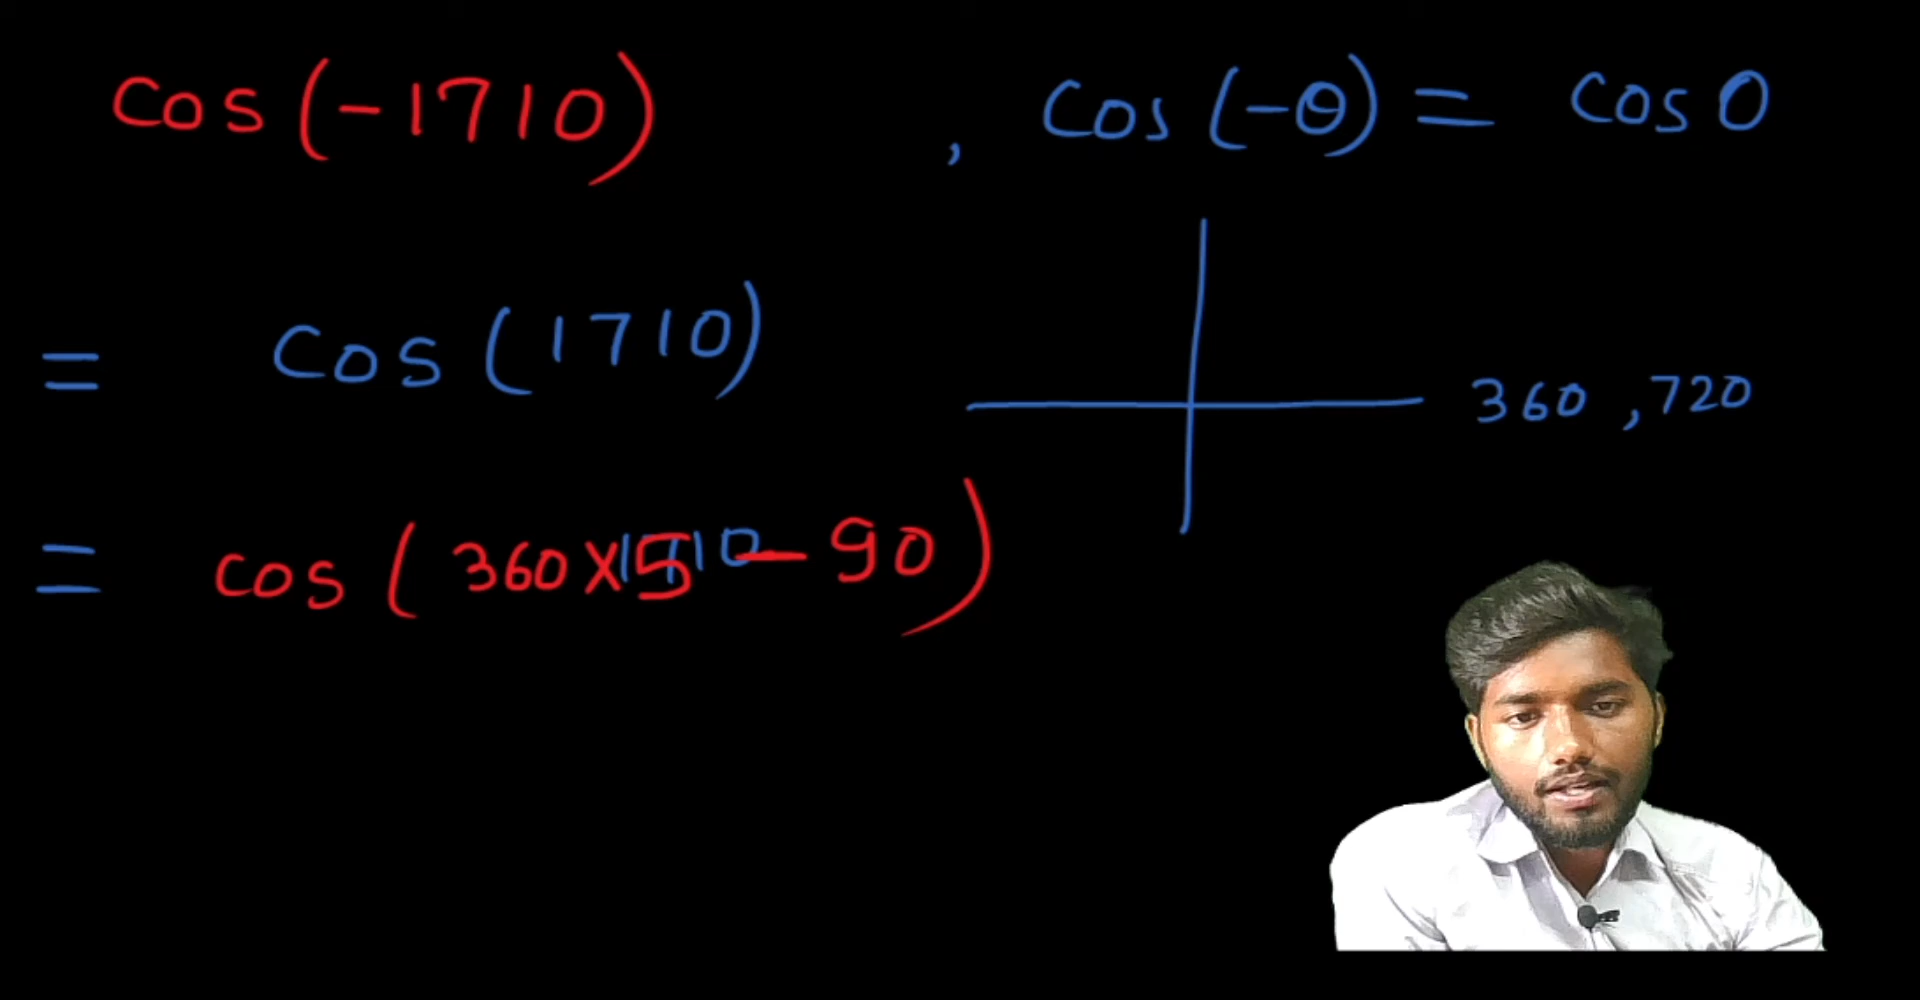 cos(-1710) , cos(-θ) = cos θ
= cos(1710)
360 , 720
= cos(360×5 - 90)